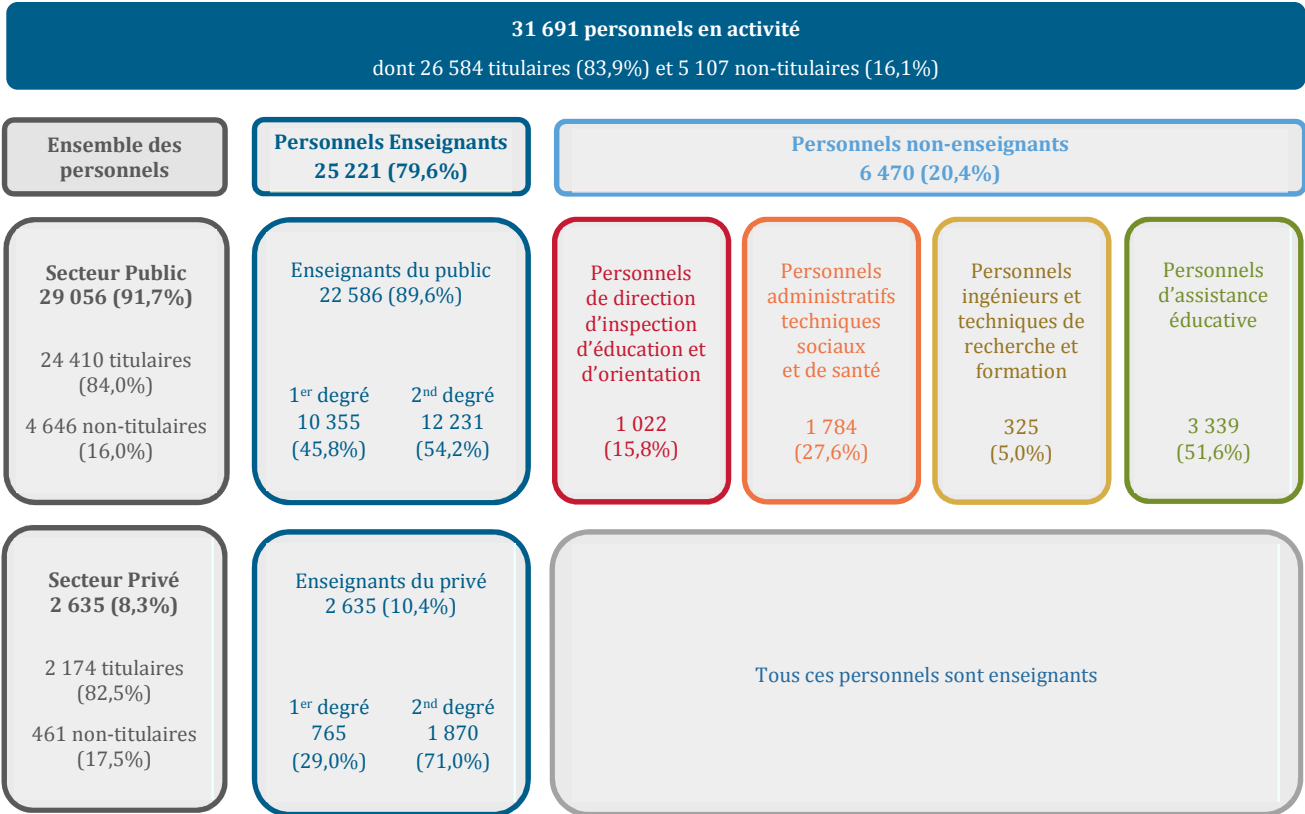 31 691 personnels en activité
dont 26 584 titulaires (83,9%) et 5 107 non-titulaires (16,1%)
Ensemble des
personnels
Personnels Enseignants
25 221 (79,6%)
Personnels non-enseignants
6 470 (20,4%)
Secteur Public
29 056 (91,7%)
24 410 titulaires
(84,0%)
4 646 non-titulaires
(16,0%)
Enseignants du public
22 586 (89,6%)
1er degré
10 355
(45,8%)
2nd degré
12 231
(54,2%)
Personnels
de direction
d’inspection
d’éducation et
d’orientation
1 022
(15,8%)
Personnels
administratifs
techniques
sociaux
et de santé
1 784
(27,6%)
Personnels
ingénieurs et
techniques de
recherche et
formation
325
(5,0%)
Personnels
d’assistance
éducative
3 339
(51,6%)
Secteur Privé
2 635 (8,3%)
2 174 titulaires
(82,5%)
461 non-titulaires
(17,5%)
Enseignants du privé
2 635 (10,4%)
1er degré
765
(29,0%)
2nd degré
1 870
(71,0%)
Tous ces personnels sont enseignants